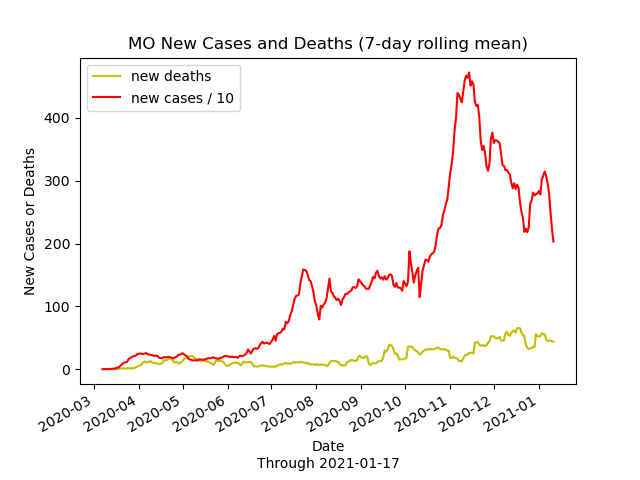 MO New Cases and Deaths (7-day rolling mean)
new deaths
new cases / 10
New Cases or Deaths
400
300
200
100
0
2020-03
2020-04
2020-05
2020-06
2020-07
2020-08
2020-09
2020-10
2020-11
2020-12
2021-01
Date
Through 2021-01-17